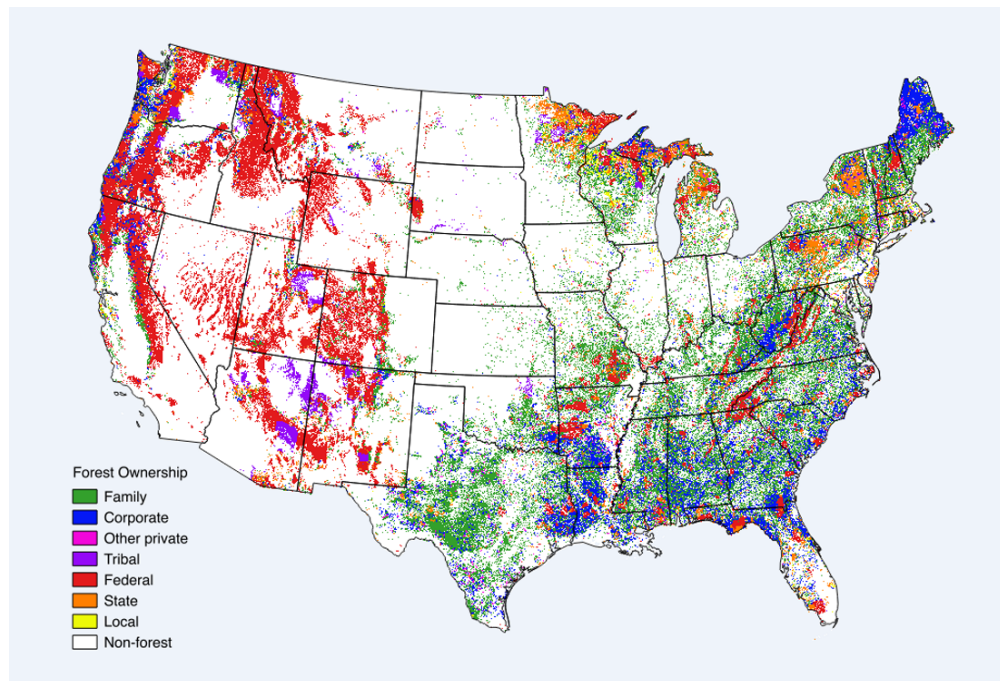 Forest Ownership
Family
Corporate
Other private
Tribal
Federal
State
Local
Non-forest